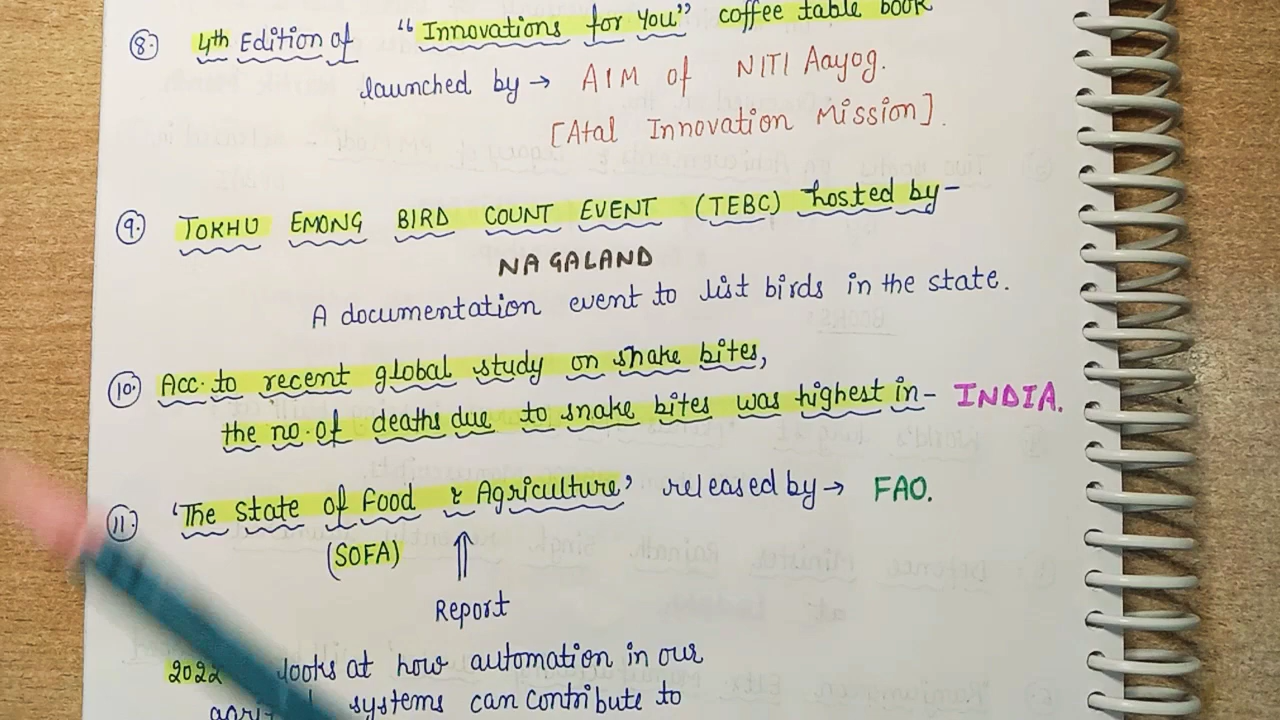 8. 4th Edition of "Innovations for You" coffee table book
launched by → AIM of NITI Aayog.
[Atal Innovation Mission].
9. TOKHU EMONG BIRD COUNT EVENT (TEBC) hosted by-
NAGALAND
A documentation event to list birds in the state.
10. Acc. to recent global study on snake bites,
the no. of deaths due to snake bites was highest in- INDIA.
11. 'The State of Food & Agriculture' released by → FAO.
(SOFA)
Report
2022 looks at how automation in our
systems can contribute to